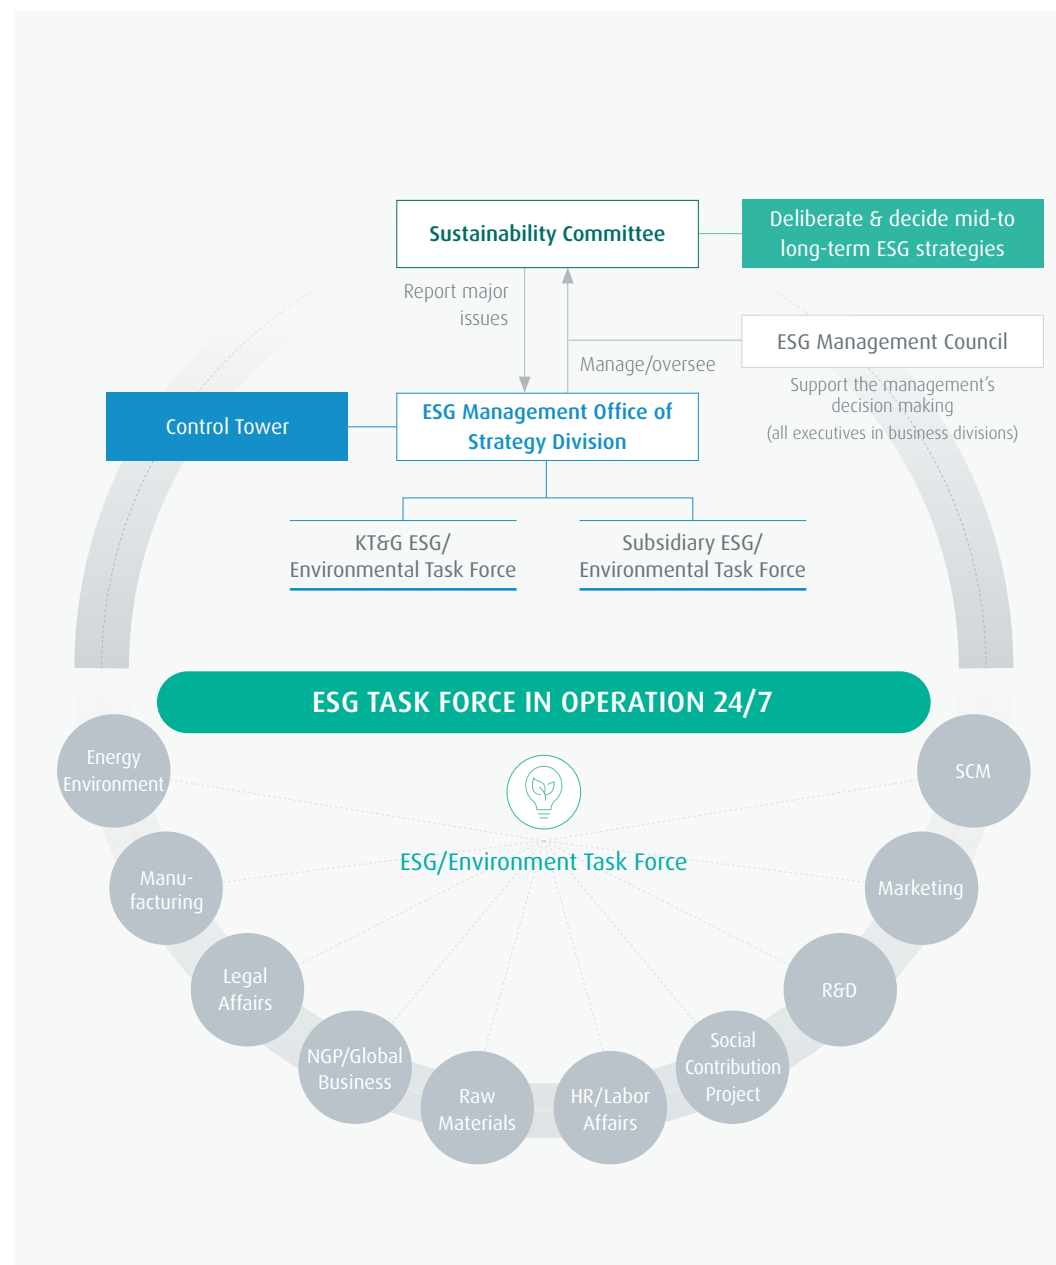 Sustainability Committee
Deliberate & decide mid-to
long-term ESG strategies
Report major
issues
Manage/oversee
ESG Management Council
Support the management's
decision making
(all executives in business divisions)
Control Tower
ESG Management Office of
Strategy Division
KT&G ESG/
Environmental Task Force
Subsidiary ESG/
Environmental Task Force
ESG TASK FORCE IN OPERATION 24/7
ESG/Environment Task Force
Energy
Environment
Manu-
facturing
Legal
Affairs
NGP/Global
Business
Raw
Materials
HR/Labor
Affairs
Social
Contribution
Project
R&D
Marketing
SCM